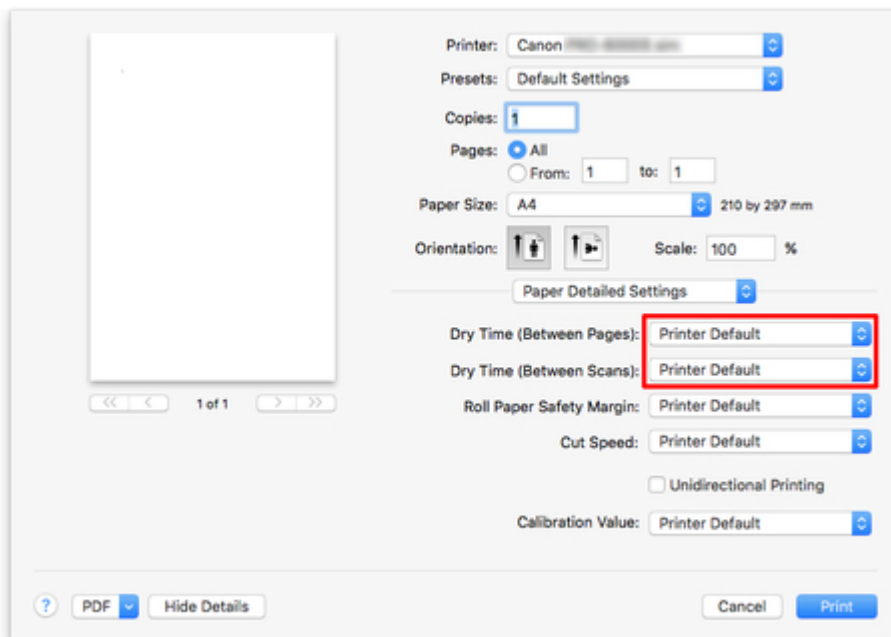 Printer: Canon
Presets: Default Settings
Copies: 1
Pages: All
From: 1 to: 1
Paper Size: A4 210 by 297 mm
Orientation: Scale: 100 %
Paper Detailed Settings
Dry Time (Between Pages): Printer Default
Dry Time (Between Scans): Printer Default
<< < 1 of 1 > >>
Roll Paper Safety Margin: Printer Default
Cut Speed: Printer Default
Unidirectional Printing
Calibration Value: Printer Default
? PDF Hide Details Cancel Print